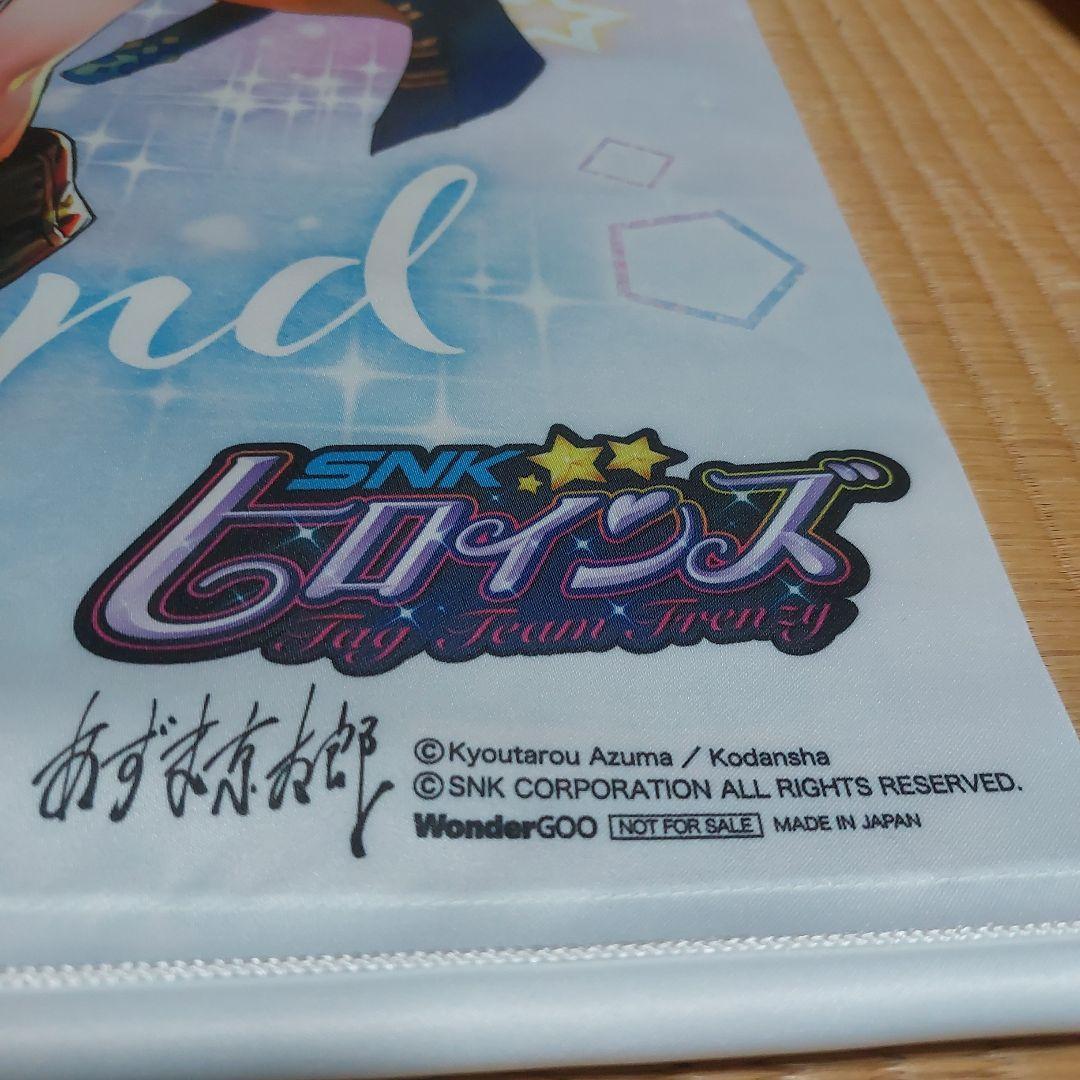 nd
SNK
ヒロインズ
Tag Team Frenzy
あずま京太郎
©Kyoutarou Azuma / Kodansha
©SNK CORPORATION ALL RIGHTS RESERVED.
WonderGOO NOT FOR SALE MADE IN JAPAN